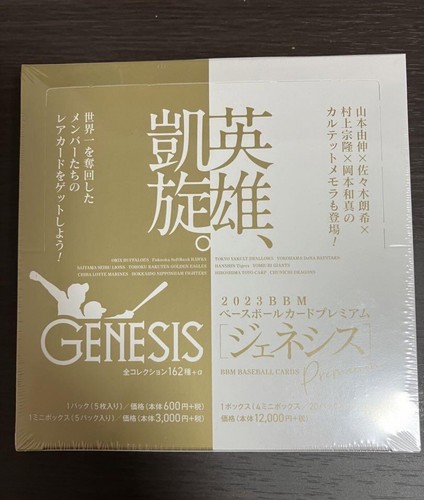 英雄、
凱旋。
山本由伸×佐々木朗希×
村上宗隆×岡本和真の
カルテットメモラも登場!
世界一を奪回した
メンバーたちの
レアカードをゲットしよう!
ORIX BUFFALOES Fukuoka SoftBank HAWKS
SAITAMA SEIBU LIONS TOHOKU RAKUTEN GOLDEN EAGLES
CHIBA LOTTE MARINES HOKKAIDO NIPPONHAM FIGHTERS
TOKYO YAKULT SWALLOWS YOKOHAMA DeNA BAYSTARS
HANSHIN Tigers YOMIURI GIANTS
HIROSHIMA TOYO CARP CHUNICHI DRAGONS
GENESIS
全コレクション162種+α
1パック(5枚入り)/価格(本体600円+税)
1ミニボックス(5パック入り)/価格(本体3,000円+税)
2023 BBM
ベースボールカードプレミアム
[ジェネシス]
BBM BASEBALL CARDS Premium
1ボックス(4ミニボックス/
価格(本体12,000円+税)